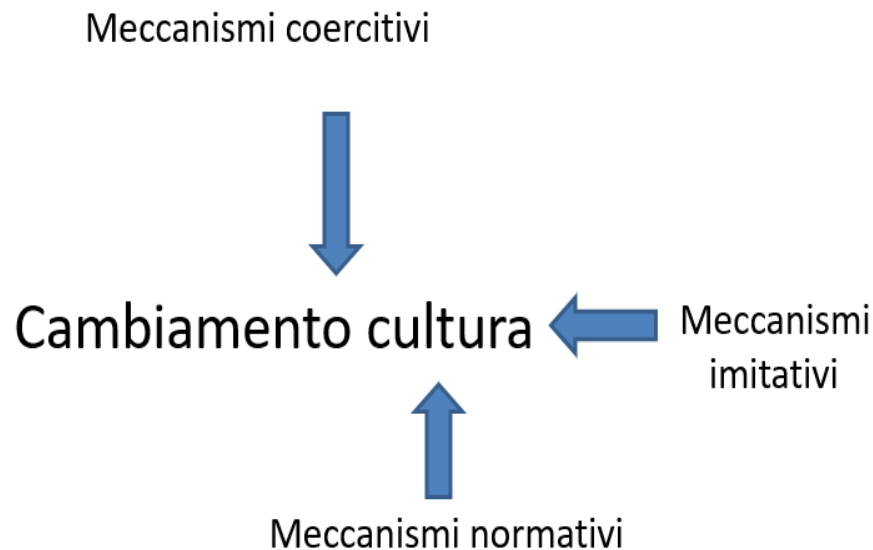 Meccanismi coercitivi
Cambiamento cultura
Meccanismi
imitativi
Meccanismi normativi